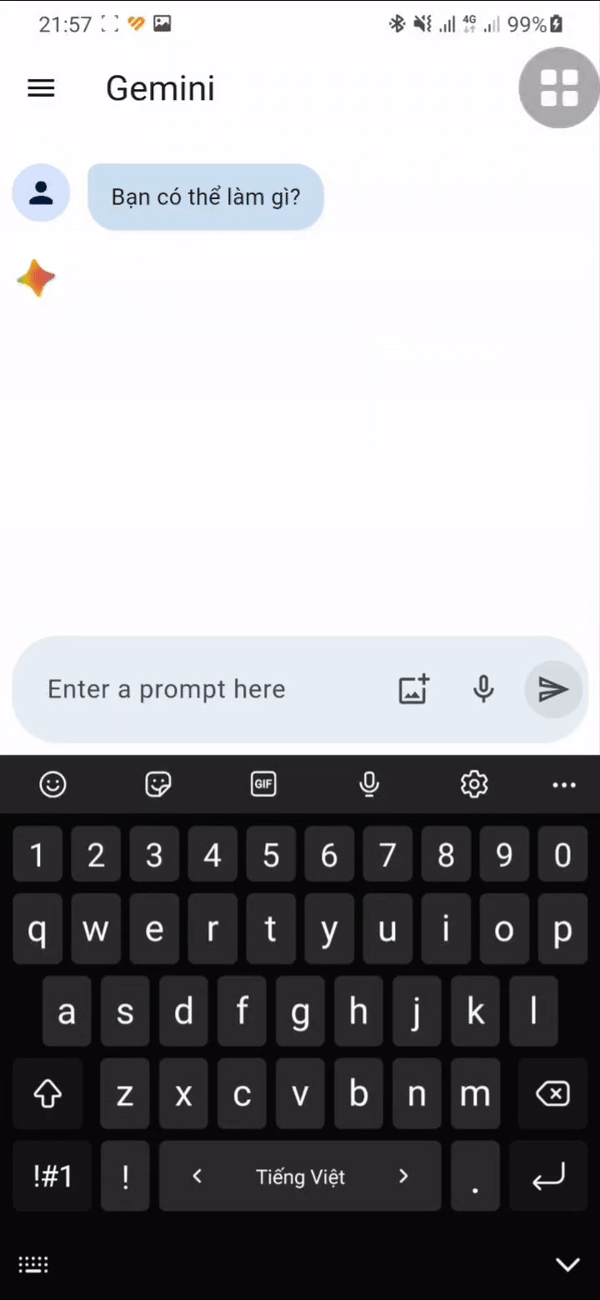 21:57 4G 99%
Gemini
Bạn có thể làm gì?
Enter a prompt here
GIF
1 2 3 4 5 6 7 8 9 0
q w e r t y u i o p
a s d f g h j k l
z x c v b n m
!#1 ! < Tiếng Việt > .